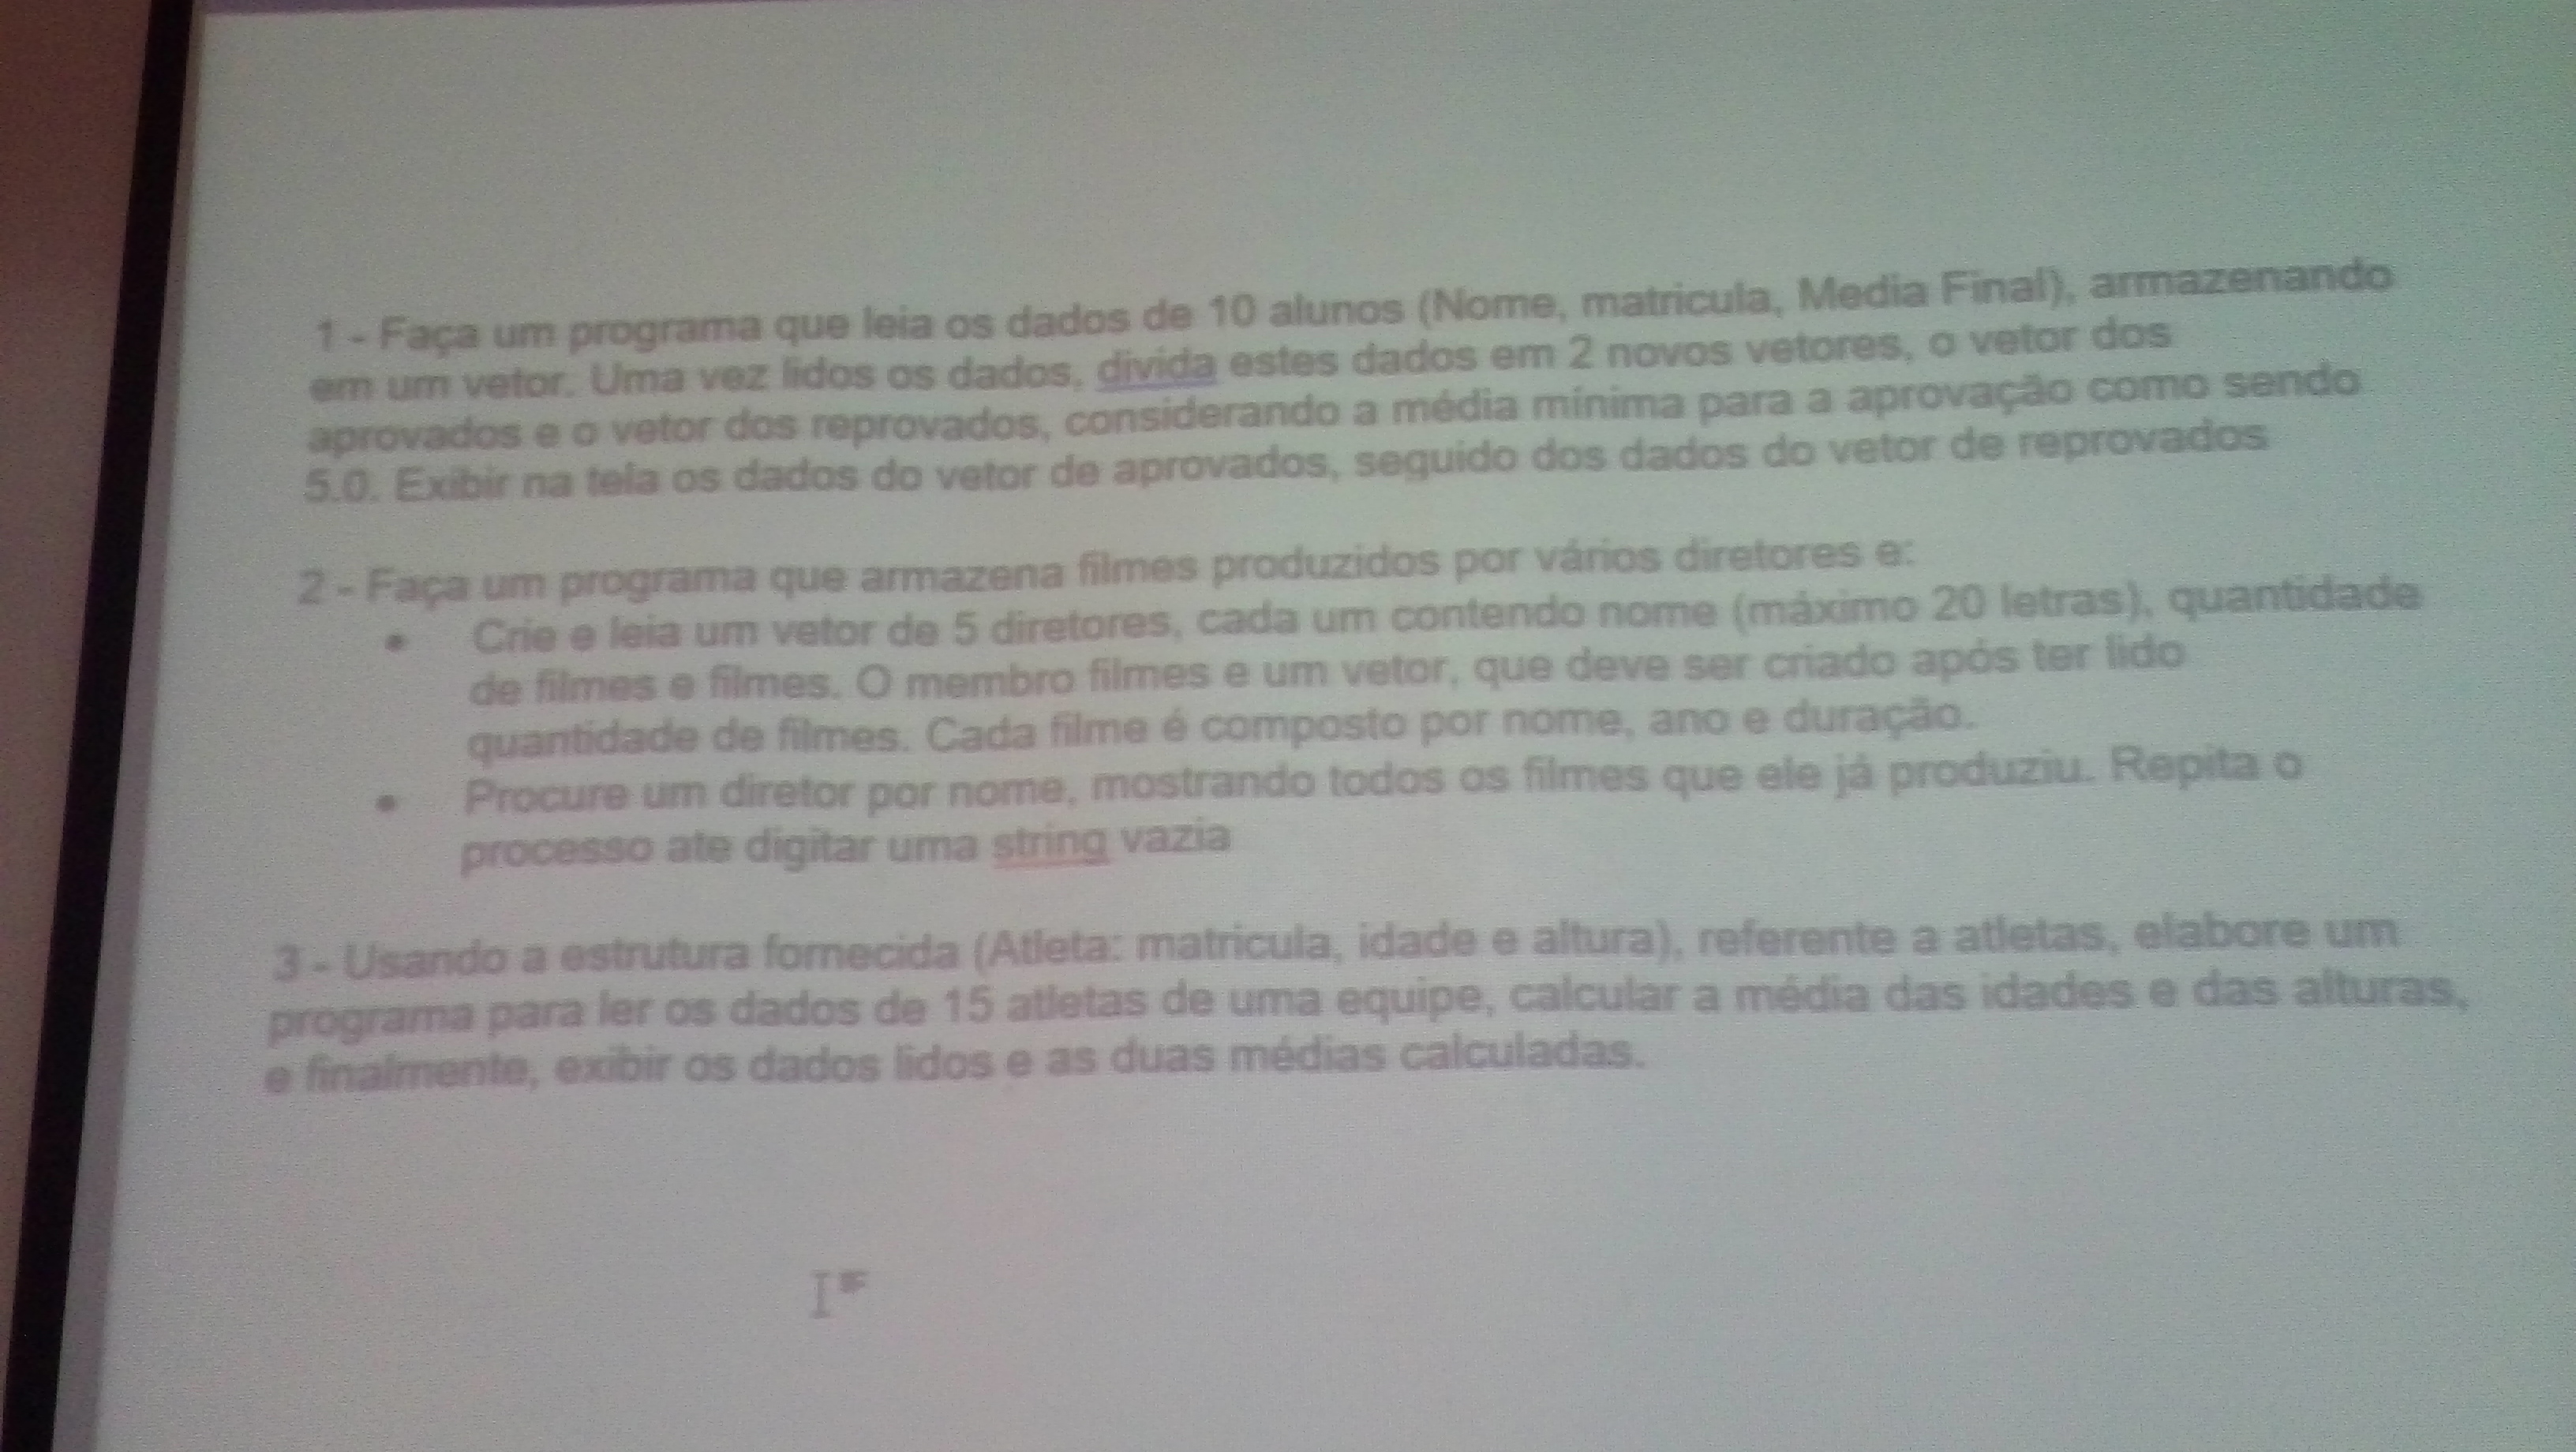 1 - Faça um programa que leia os dados de 10 alunos (Nome, matricula, Media Final), armazenando
em um vetor. Uma vez lidos os dados, divida estes dados em 2 novos vetores, o vetor dos
aprovados e o vetor dos reprovados, considerando a média mínima para a aprovação como sendo
5.0. Exibir na tela os dados do vetor de aprovados, seguido dos dados do vetor de reprovados
2 - Faça um programa que armazena filmes produzidos por vários diretores e:
• Crie e leia um vetor de 5 diretores, cada um contendo nome (máximo 20 letras), quantidade
de filmes e filmes. O membro filmes e um vetor, que deve ser criado após ter lido
quantidade de filmes. Cada filme é composto por nome, ano e duração.
• Procure um diretor por nome, mostrando todos os filmes que ele já produziu. Repita o
processo ate digitar uma string vazia
3 - Usando a estrutura fornecida (Atleta: matricula, idade e altura), referente a atletas, elabore um
programa para ler os dados de 15 atletas de uma equipe, calcular a média das idades e das alturas,
e finalmente, exibir os dados lidos e as duas médias calculadas.